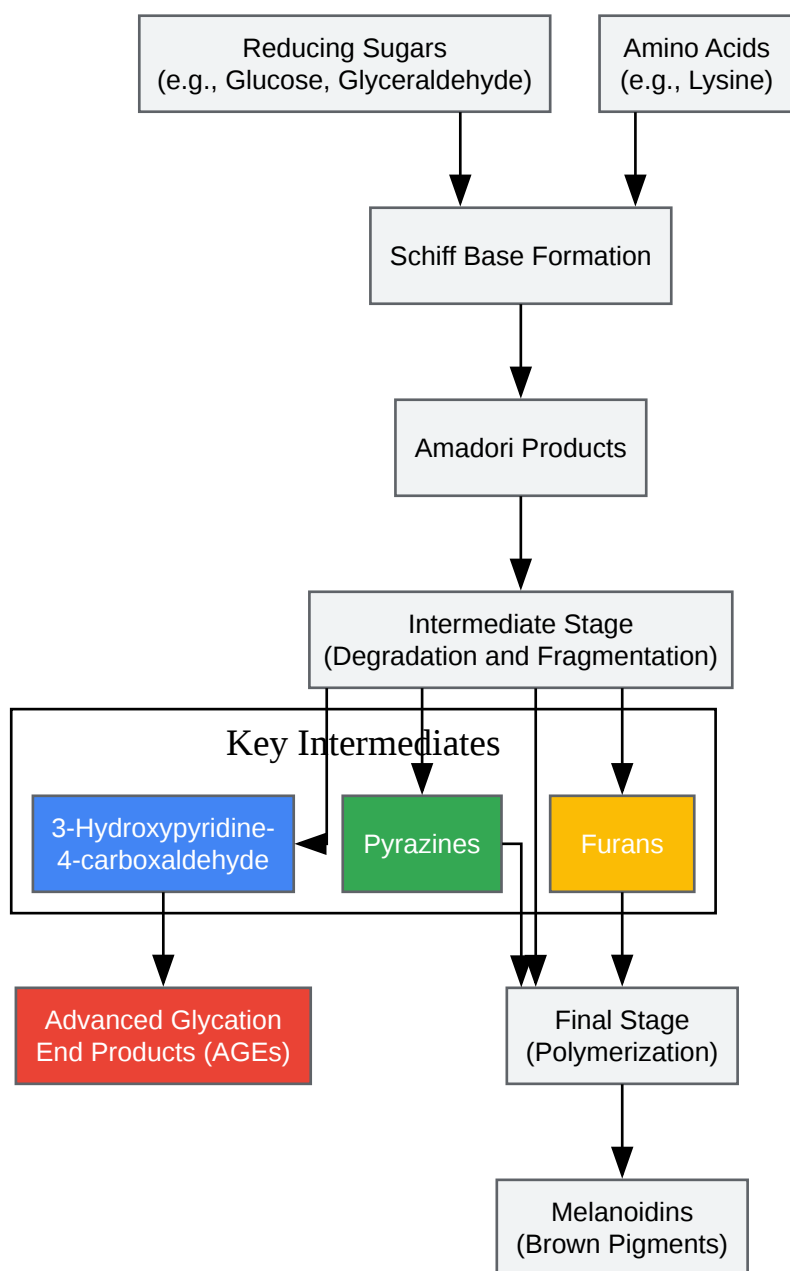 Reducing Sugars
(e.g., Glucose, Glyceraldehyde)
Amino Acids
(e.g., Lysine)
Schiff Base Formation
Amadori Products
Intermediate Stage
(Degradation and Fragmentation)
Key Intermediates
3-Hydroxypyridine-
4-carboxaldehyde
Pyrazines
Furans
Advanced Glycation
End Products (AGEs)
Final Stage
(Polymerization)
Melanoidins
(Brown Pigments)